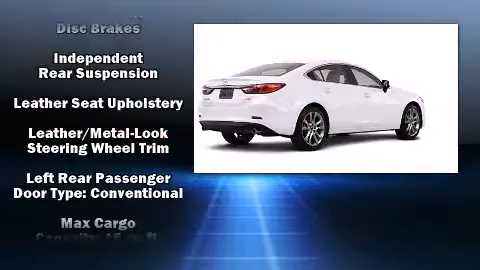 Disc Brakes
Independent
Rear Suspension
Leather Seat Upholstery
Leather/Metal-Look
Steering Wheel Trim
Left Rear Passenger
Door Type: Conventional
Max Cargo